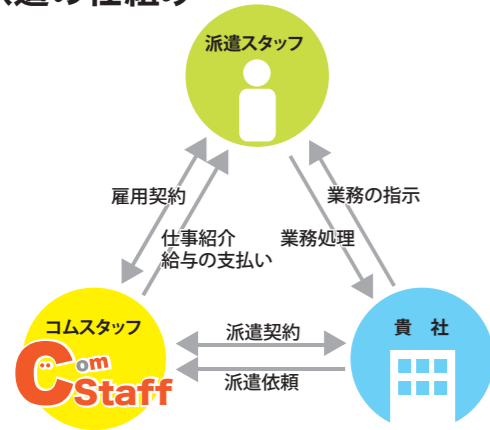 派遣の仕組み
派遣スタッフ
雇用契約
業務の指示
仕事紹介
給与の支払い
業務処理
コムスタッフ
Com
Staff
派遣契約
派遣依頼
貴 社